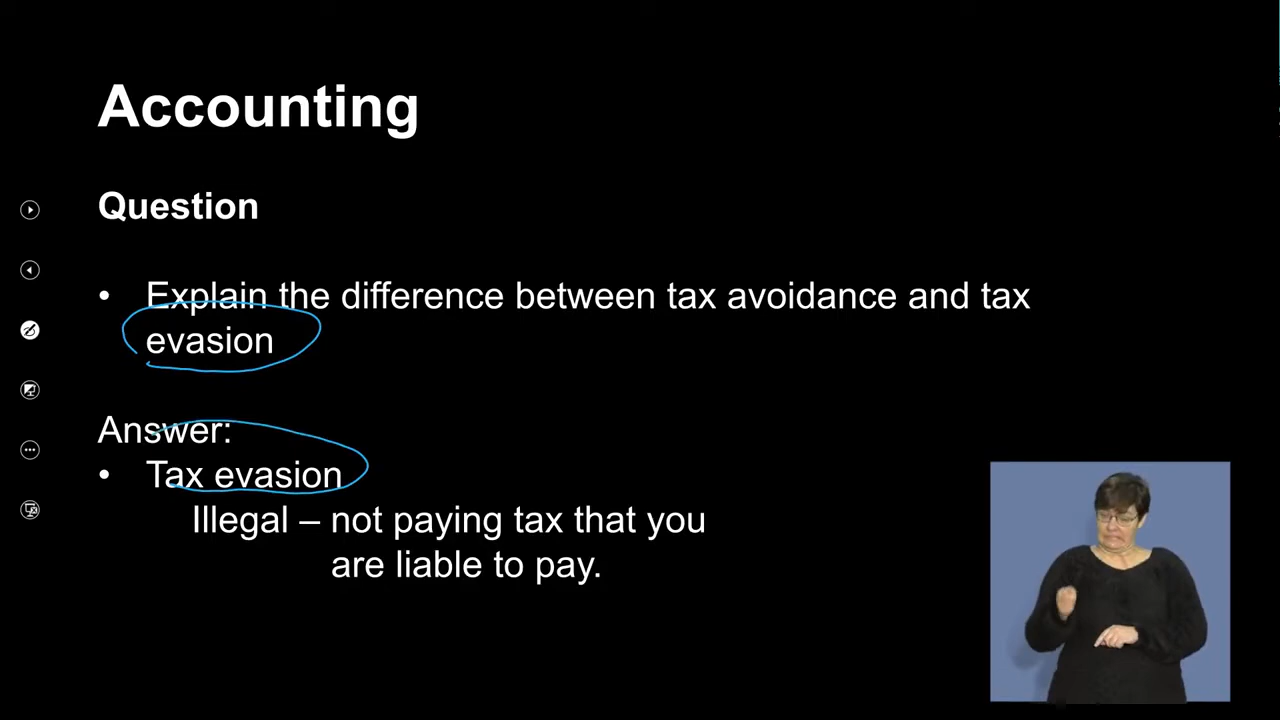 Accounting
Question
• Explain the difference between tax avoidance and tax
evasion
Answer:
• Tax evasion
Illegal – not paying tax that you
are liable to pay.